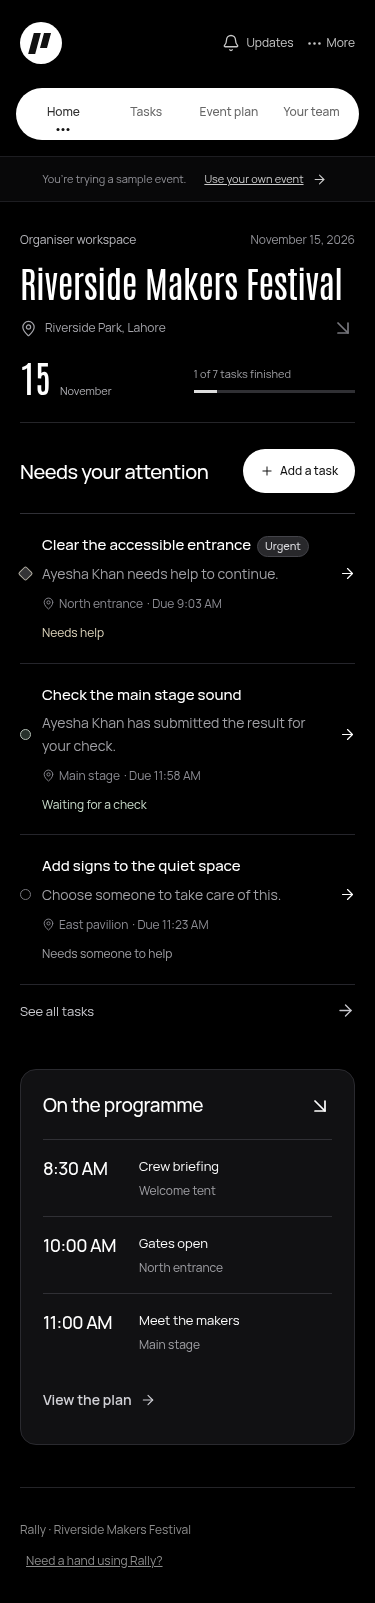 Updates
More
Home
Tasks
Event plan
Your team
You're trying a sample event.
Use your own event
Organiser workspace
November 15, 2026
Riverside Makers Festival
Riverside Park, Lahore
15 November
1 of 7 tasks finished
Needs your attention
Add a task
Clear the accessible entrance
Urgent
Ayesha Khan needs help to continue.
North entrance · Due 9:03 AM
Needs help
Check the main stage sound
Ayesha Khan has submitted the result for
your check.
Main stage · Due 11:58 AM
Waiting for a check
Add signs to the quiet space
Choose someone to take care of this.
East pavilion · Due 11:23 AM
Needs someone to help
See all tasks
On the programme
8:30 AM
Crew briefing
Welcome tent
10:00 AM
Gates open
North entrance
11:00 AM
Meet the makers
Main stage
View the plan
Rally · Riverside Makers Festival
Need a hand using Rally?